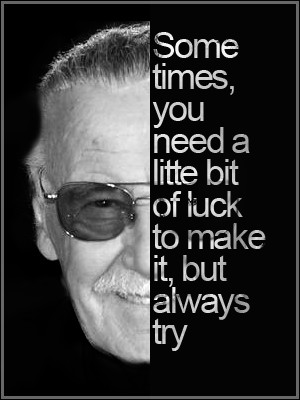 Some
times,
you
need a
litte bit
of luck
to make
it, but
always
try